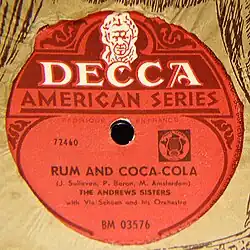 DECCA
AMERICAN SERIES
72460
RUM AND COCA-COLA
(J. Sullavan, P. Baron, M. Amsterdam)
THE ANDREWS SISTERS
with Vic Schoen and his Orchestra
BM 03576